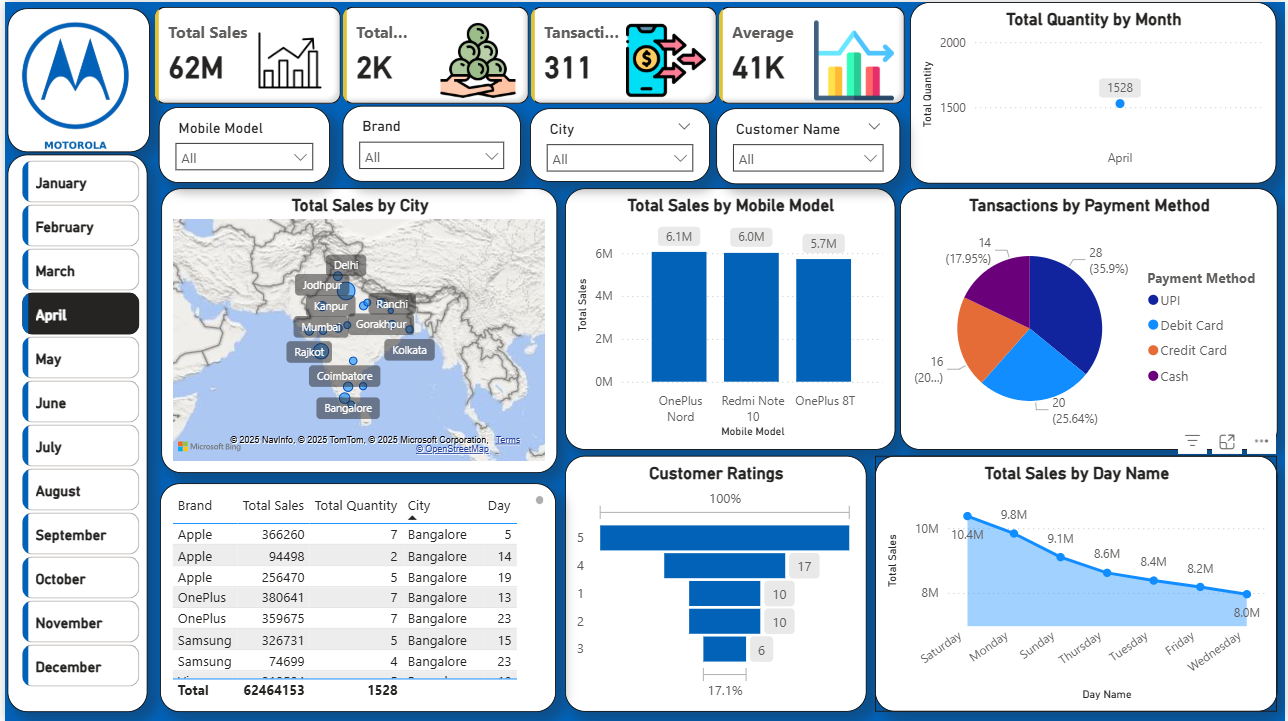 MOTOROLA
Total Sales
62M
Total...
2K
Tansacti...
311
Average
41K
Mobile Model
All
Brand
All
City
All
Customer Name
All
Total Quantity by Month
Total Quantity
2000
1500
1528
April
January
February
March
April
May
June
July
August
September
October
November
December
Total Sales by City
Delhi
Jodhpur
Kanpur
Ranchi
Mumbai
Gorakhpur
Rajkot
Kolkata
Coimbatore
Bangalore
Microsoft Bing
© 2025 NavInfo, © 2025 TomTom, © 2025 Microsoft Corporation, Terms
© OpenStreetMap
Total Sales by Mobile Model
Total Sales
6M
4M
2M
0M
6.1M
6.0M
5.7M
OnePlus Nord
Redmi Note 10
OnePlus 8T
Mobile Model
Tansactions by Payment Method
14
(17.95%)
28
(35.9%)
16
(20...)
20
(25.64%)
Payment Method
UPI
Debit Card
Credit Card
Cash
Brand Total Sales Total Quantity City Day
Apple 366260 7 Bangalore 5
Apple 94498 2 Bangalore 14
Apple 256470 5 Bangalore 19
OnePlus 380641 7 Bangalore 13
OnePlus 359675 7 Bangalore 23
Samsung 326731 5 Bangalore 15
Samsung 74699 4 Bangalore 23
Total 62464153 1528
Customer Ratings
100%
5
4 17
1 10
2 10
3 6
17.1%
Total Sales by Day Name
Total Sales
10M
8M
10.4M
9.8M
9.1M
8.6M
8.4M
8.2M
8.0M
Saturday
Monday
Sunday
Thursday
Tuesday
Friday
Wednesday
Day Name